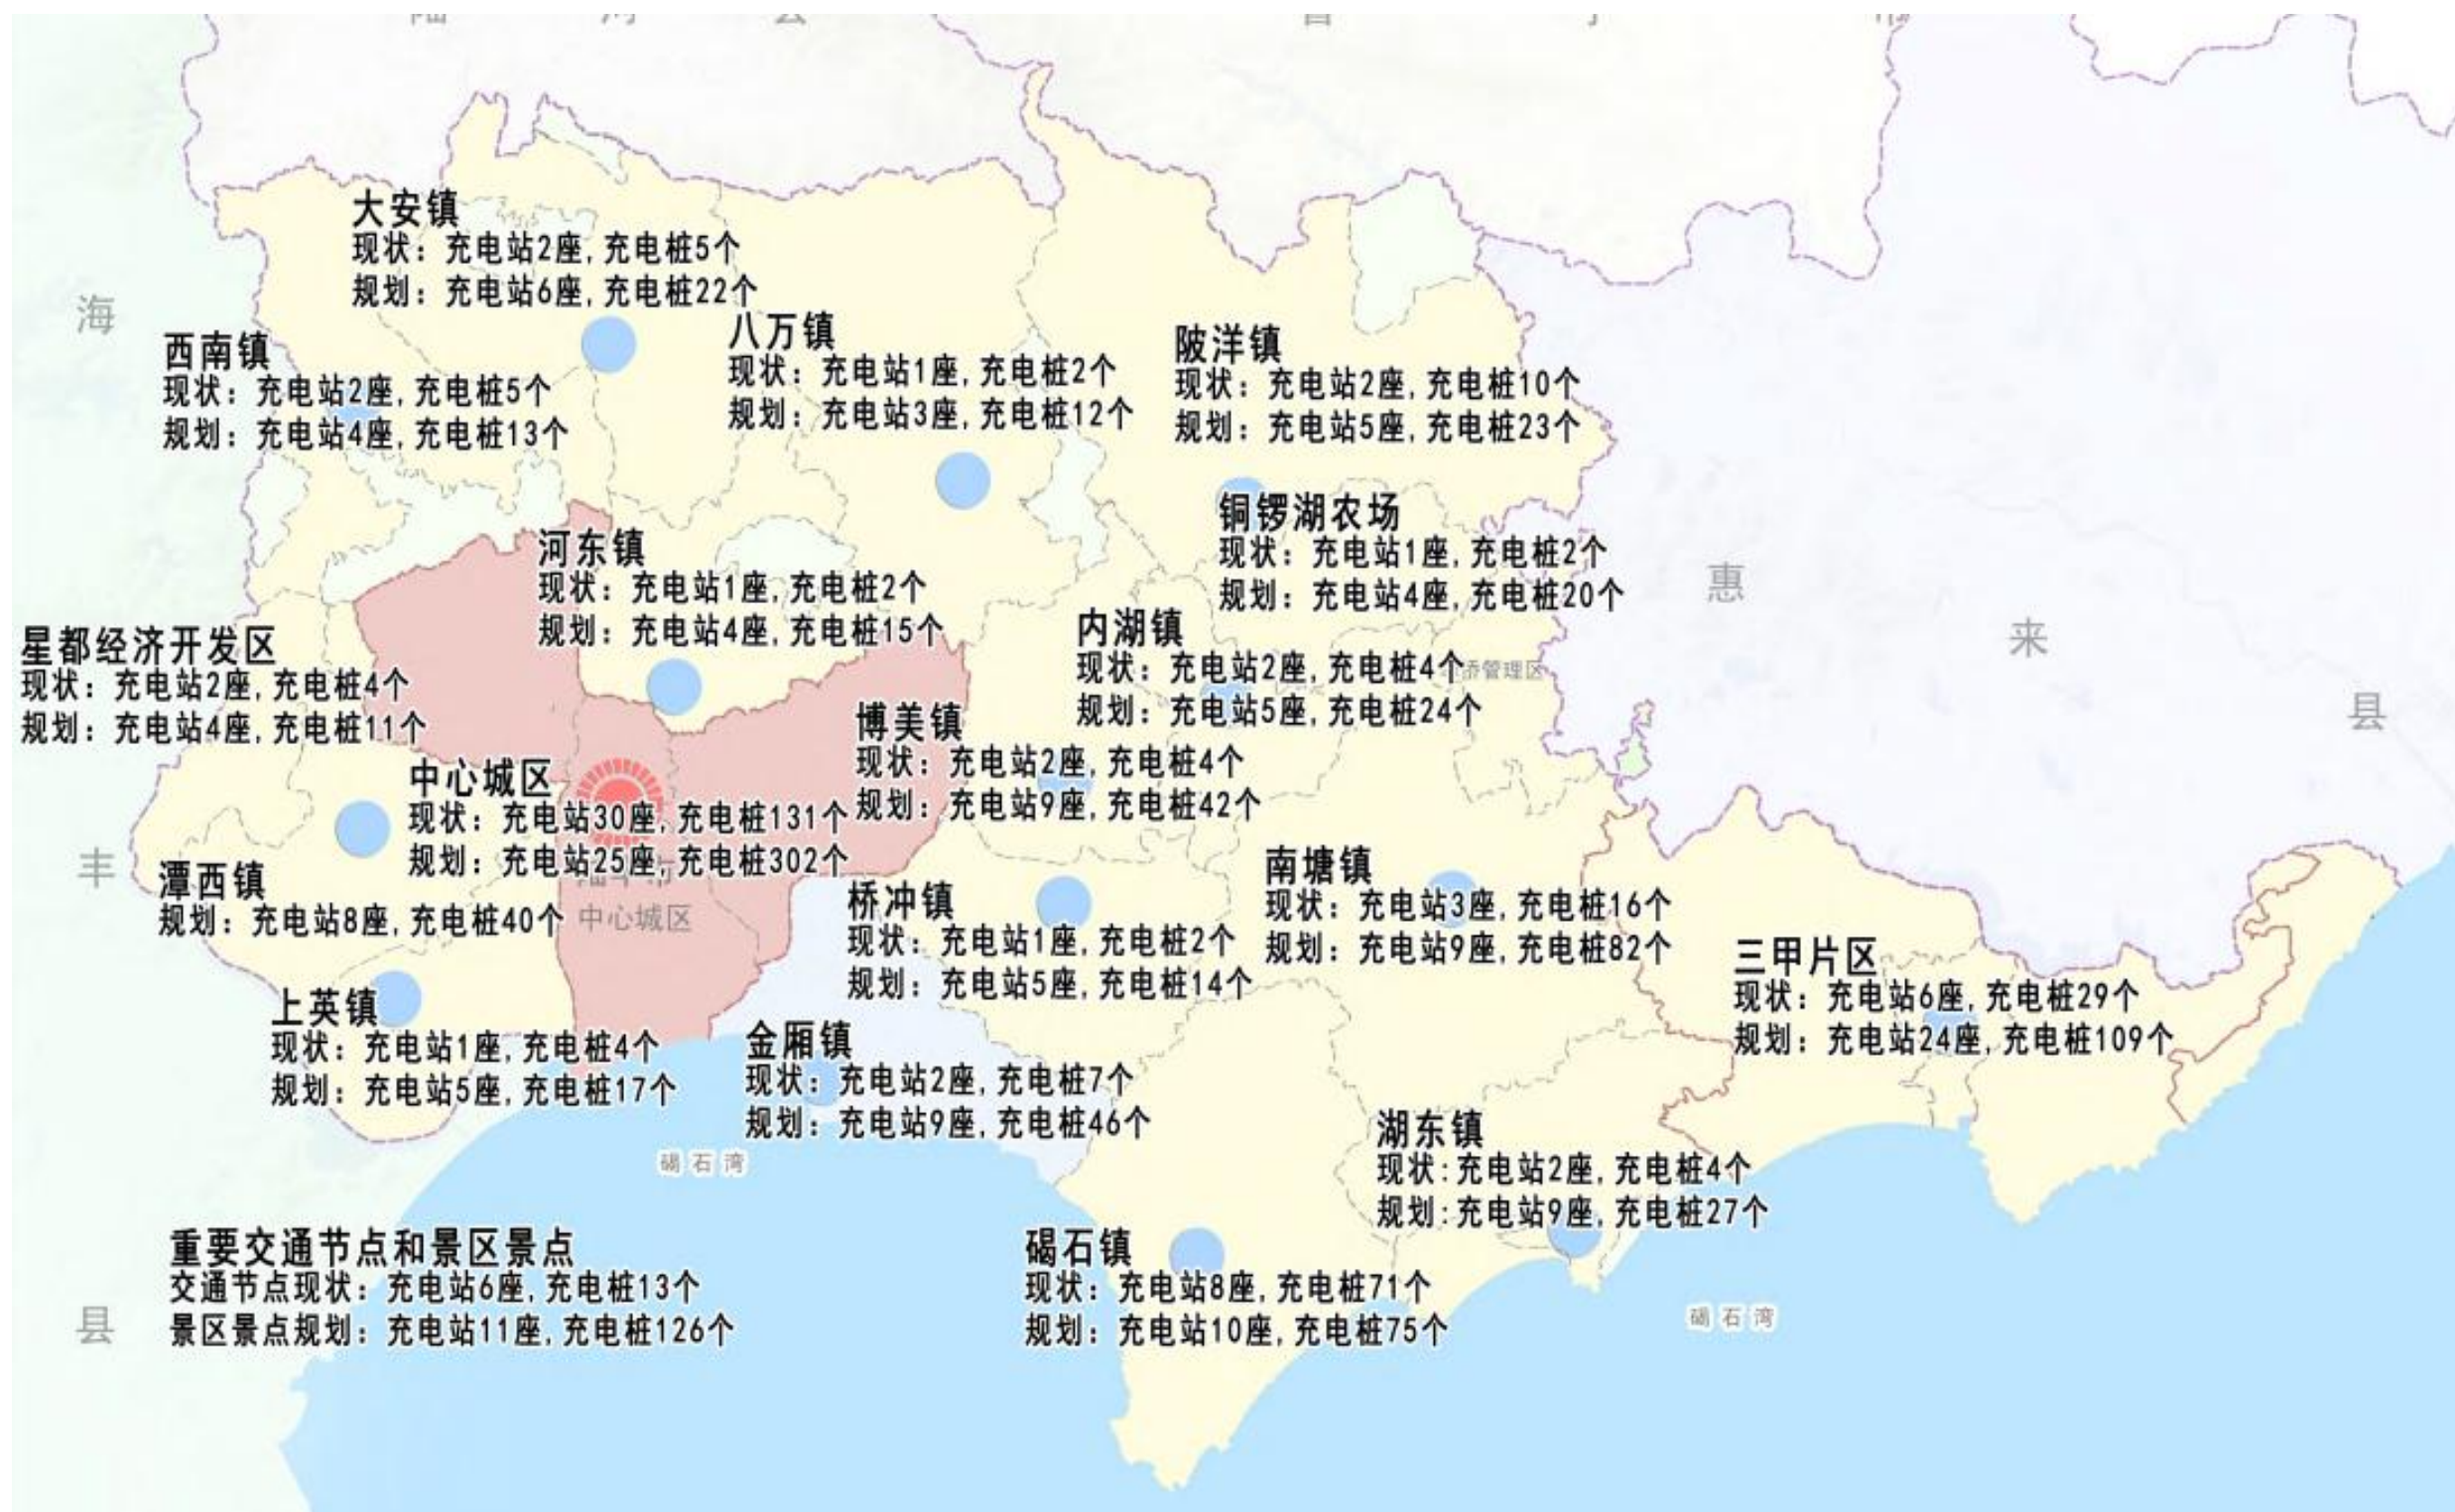 大安镇
现状：充电站2座，充电桩5个
规划：充电站6座，充电桩22个
海
西南镇
现状：充电站2座，充电桩5个
规划：充电站4座，充电桩13个
八万镇
现状：充电站1座，充电桩2个
规划：充电站3座，充电桩12个
陂洋镇
现状：充电站2座，充电桩10个
规划：充电站5座，充电桩23个
铜锣湖农场
现状：充电站1座，充电桩2个
规划：充电站4座，充电桩20个
河东镇
现状：充电站1座，充电桩2个
规划：充电站4座，充电桩15个
惠
来
县
内湖镇
现状：充电站2座，充电桩4个
规划：充电站5座，充电桩24个
管理区
星都经济开发区
现状：充电站2座，充电桩4个
规划：充电站4座，充电桩11个
博美镇
现状：充电站2座，充电桩4个
规划：充电站9座，充电桩42个
中心城区
现状：充电站30座，充电桩131个
规划：充电站25座，充电桩302个
中心城区
丰
潭西镇
规划：充电站8座，充电桩40个
桥冲镇
现状：充电站1座，充电桩2个
规划：充电站5座，充电桩14个
南塘镇
现状：充电站3座，充电桩16个
规划：充电站9座，充电桩82个
三甲片区
现状：充电站6座，充电桩29个
规划：充电站24座，充电桩109个
上英镇
现状：充电站1座，充电桩4个
规划：充电站5座，充电桩17个
金厢镇
现状：充电站2座，充电桩7个
规划：充电站9座，充电桩46个
碣石湾
湖东镇
现状：充电站2座，充电桩4个
规划：充电站9座，充电桩27个
重要交通节点和景区景点
交通节点现状：充电站6座，充电桩13个
景区景点规划：充电站11座，充电桩126个
县
碣石镇
现状：充电站8座，充电桩71个
规划：充电站10座，充电桩75个
碣石湾